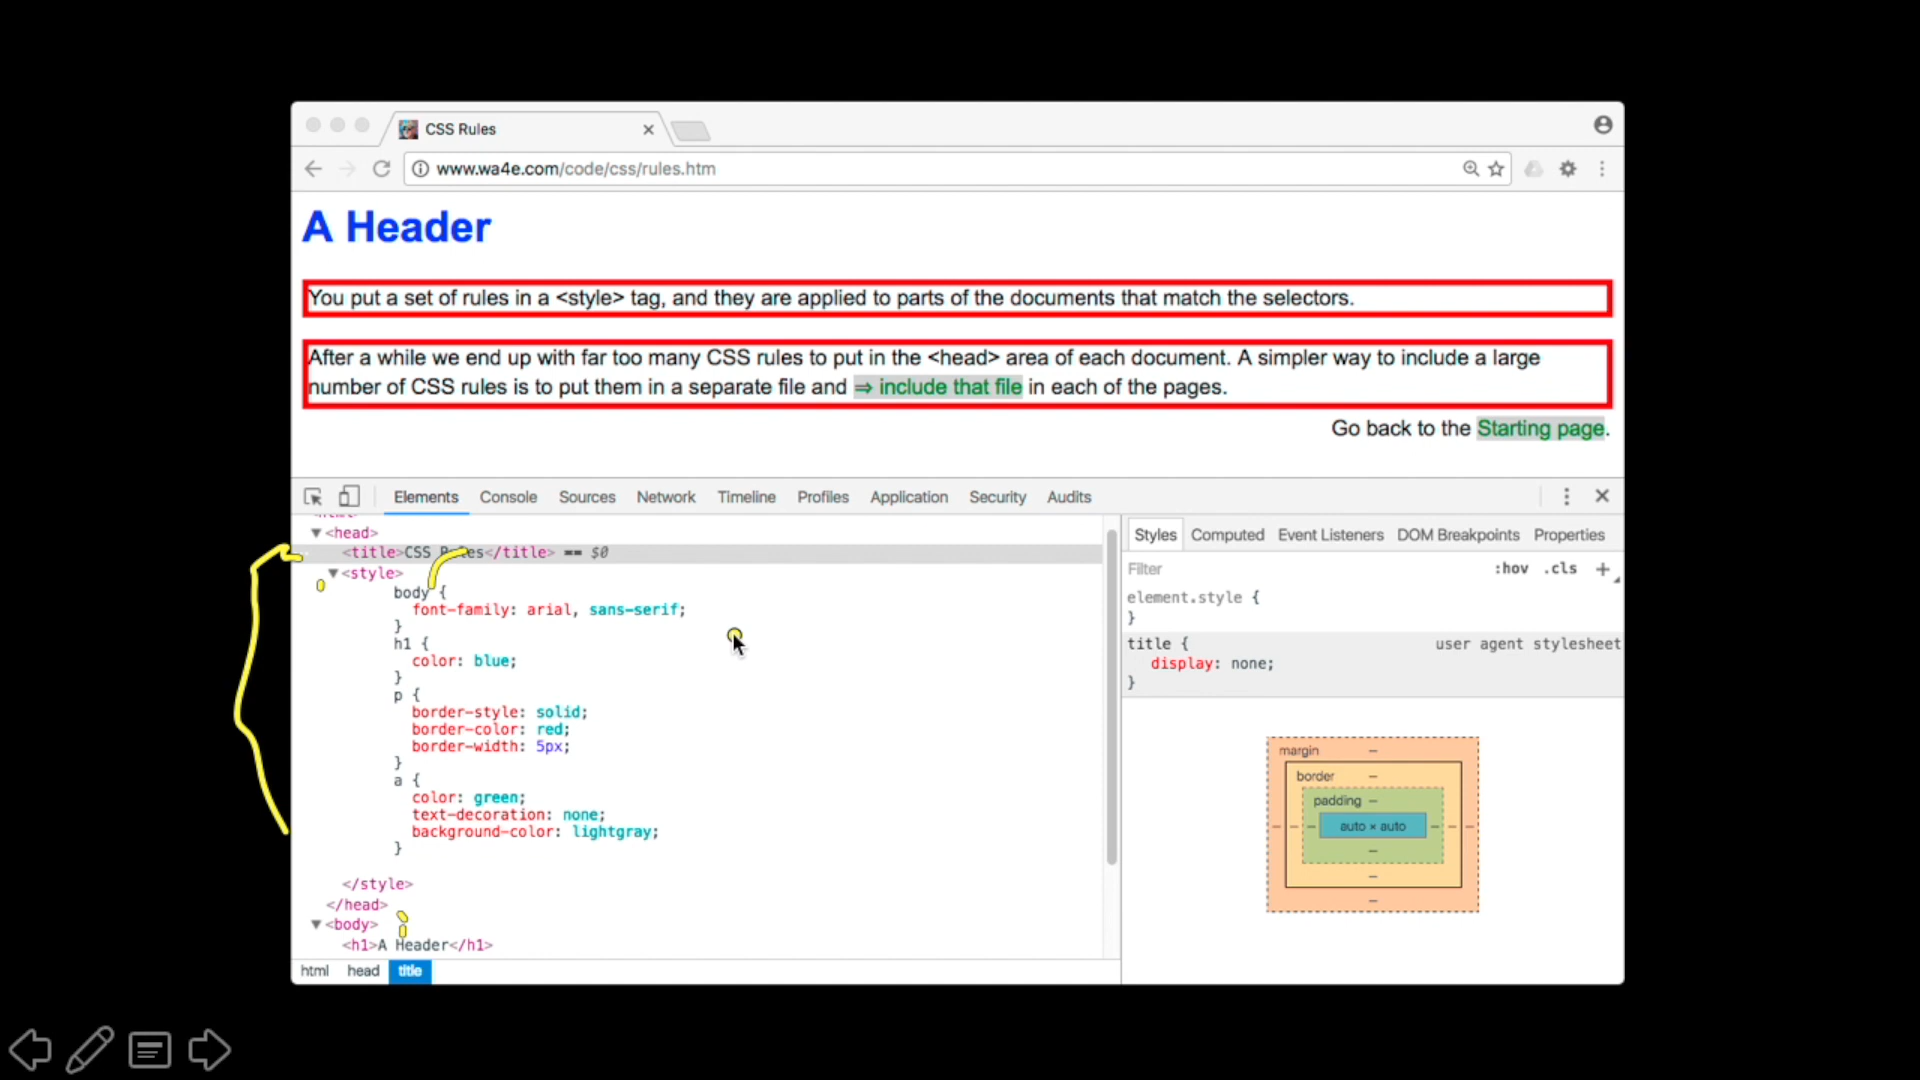 CSS Rules
www.wa4e.com/code/css/rules.htm
A Header
You put a set of rules in a <style> tag, and they are applied to parts of the documents that match the selectors.
After a while we end up with far too many CSS rules to put in the <head> area of each document. A simpler way to include a large
number of CSS rules is to put them in a separate file and ⇒ include that file in each of the pages.
Go back to the Starting page.
Elements Console Sources Network Timeline Profiles Application Security Audits
▼<head>
<title>CSS Rules</title> == $0
▼<style>
body {
font-family: arial, sans-serif;
}
h1 {
color: blue;
}
p {
border-style: solid;
border-color: red;
border-width: 5px;
}
a {
color: green;
text-decoration: none;
background-color: lightgray;
}
</style>
</head>
▼<body>
<h1>A Header</h1>
html head title
Styles Computed Event Listeners DOM Breakpoints Properties
Filter :hov .cls +
element.style {
}
title { user agent stylesheet
display: none;
}
margin –
border –
padding –
auto × auto